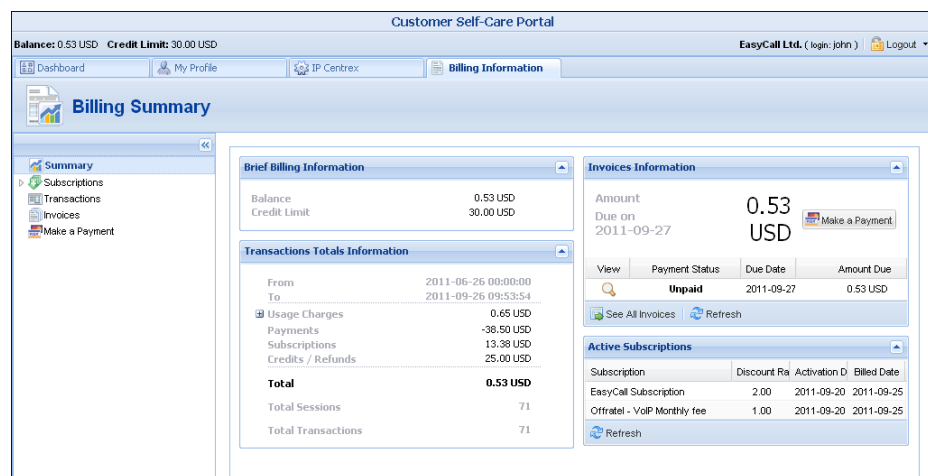 Customer Self-Care Portal
Balance: 0.53 USD Credit Limit: 30.00 USD
EasyCall Ltd. ( login: john ) Logout
Dashboard
My Profile
IP Centrex
Billing Information
Billing Summary
Summary
Subscriptions
Transactions
Invoices
Make a Payment
Brief Billing Information
Balance 0.53 USD
Credit Limit 30.00 USD
Transactions Totals Information
From 2011-06-26 00:00:00
To 2011-09-26 09:53:54
Usage Charges 0.65 USD
Payments -38.50 USD
Subscriptions 13.38 USD
Credits / Refunds 25.00 USD
Total 0.53 USD
Total Sessions 71
Total Transactions 71
Invoices Information
Amount
Due on
2011-09-27
0.53
USD
Make a Payment
View Payment Status Due Date Amount Due
Unpaid 2011-09-27 0.53 USD
See All Invoices Refresh
Active Subscriptions
Subscription Discount Ra Activation D Billed Date
EasyCall Subscription 2.00 2011-09-20 2011-09-25
Offratel - VoIP Monthly fee 1.00 2011-09-20 2011-09-25
Refresh